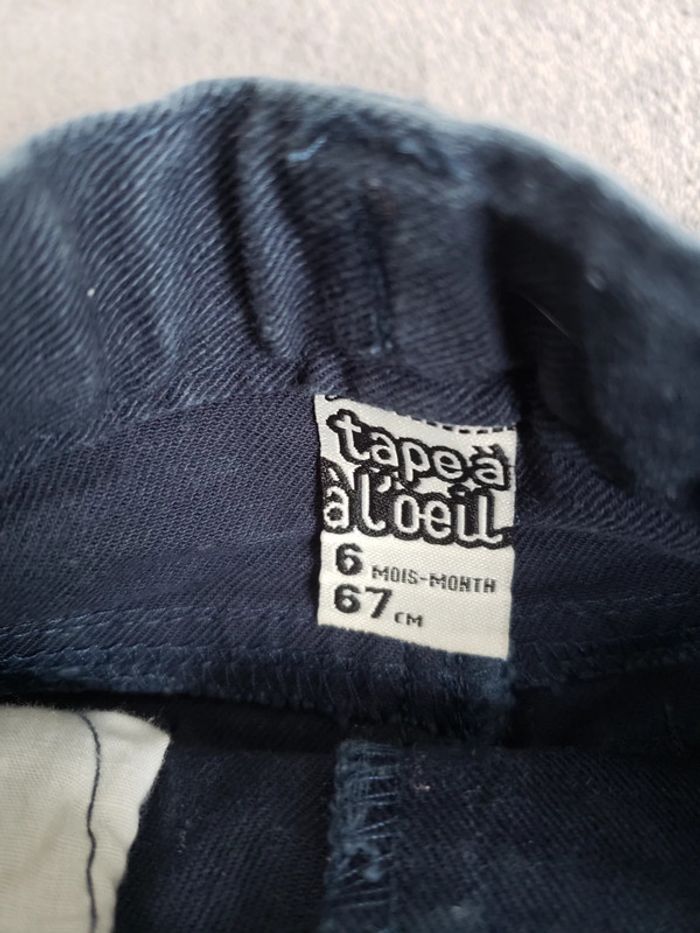 tape à
à l'oeil
6 MOIS-MONTH
67 CM